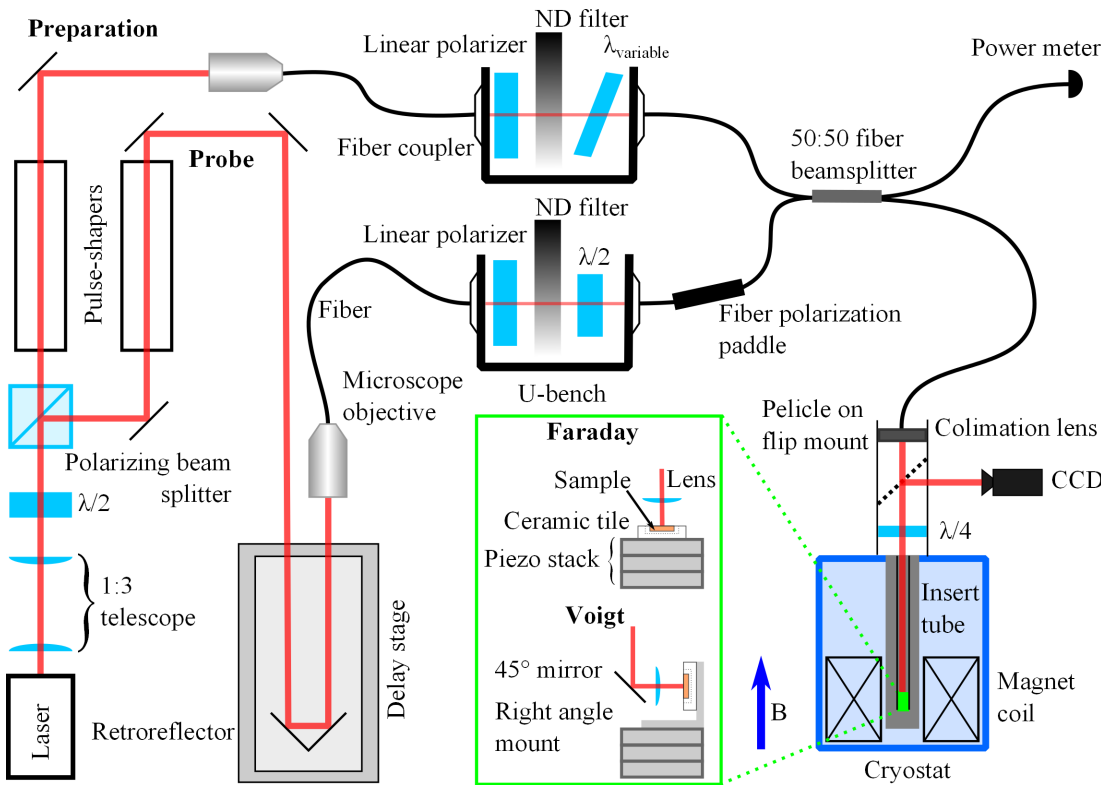 Preparation
Linear polarizer
ND filter
λvariable
Power meter
Fiber coupler
Probe
50:50 fiber
beamsplitter
Pulse-shapers
Linear polarizer
ND filter
λ/2
Fiber
Fiber polarization
paddle
Microscope
objective
U-bench
Polarizing beam
splitter
λ/2
1:3
telescope
Laser
Retroreflector
Delay stage
Faraday
Sample
Lens
Ceramic tile
Piezo stack
Voigt
45° mirror
Right angle
mount
B
Pelicle on
flip mount
Colimation lens
CCD
λ/4
Insert
tube
Magnet
coil
Cryostat